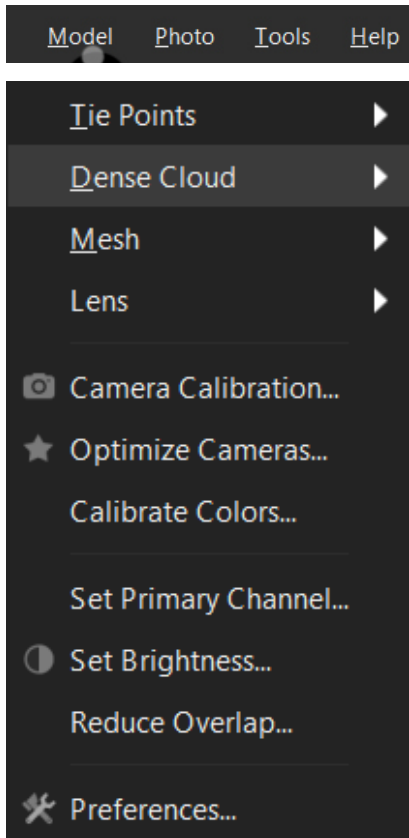 Model Photo Tools Help
Tie Points
Dense Cloud
Mesh
Lens
Camera Calibration...
Optimize Cameras...
Calibrate Colors...
Set Primary Channel...
Set Brightness...
Reduce Overlap...
Preferences...